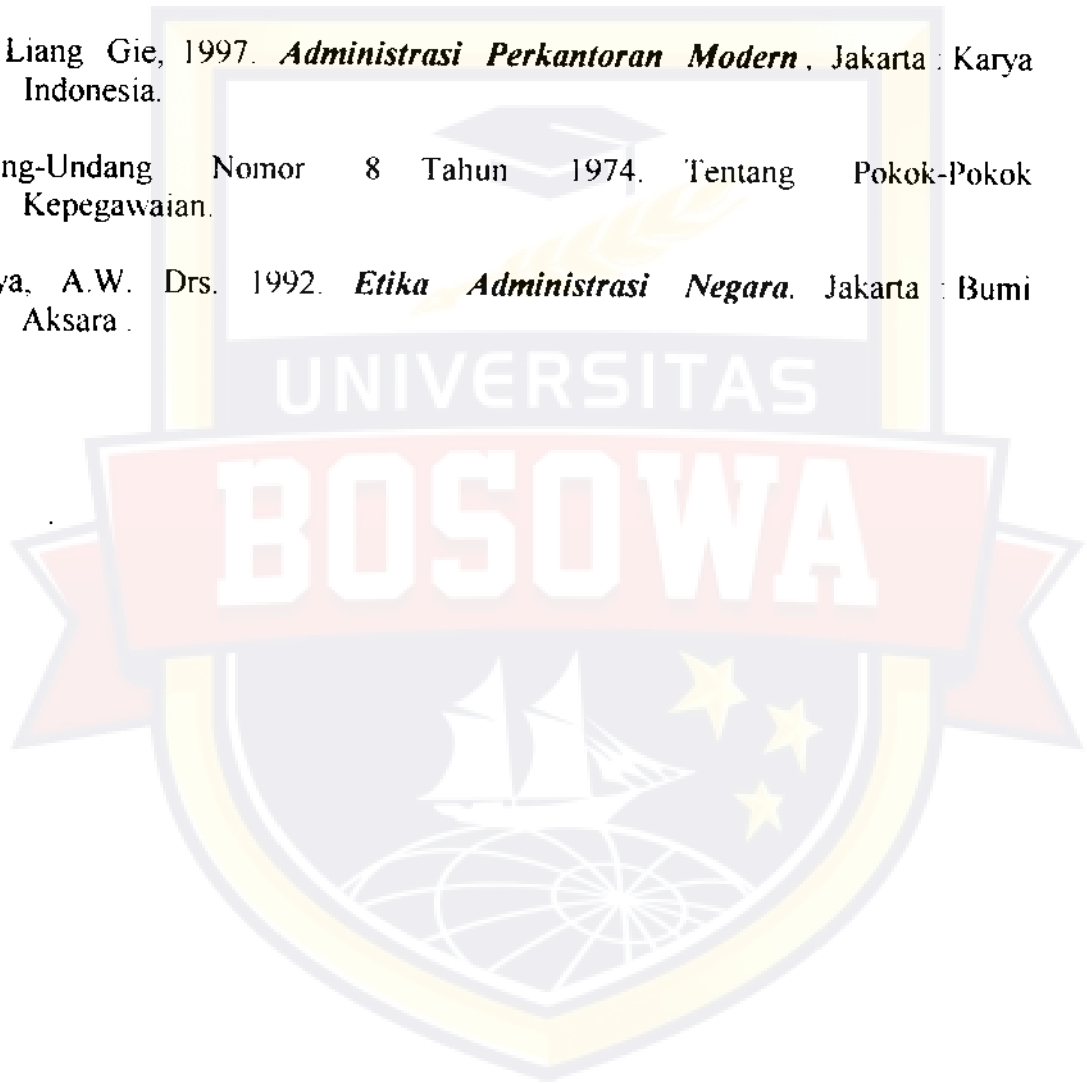 Liang Gie, 1997. Administrasi Perkantoran Modern, Jakarta : Karya
Indonesia.
ng-Undang Nomor 8 Tahun 1974. Tentang Pokok-Pokok
Kepegawaian.
ya, A.W. Drs. 1992. Etika Administrasi Negara. Jakarta : Bumi
Aksara .
UNIVERSITAS
BOSOWA